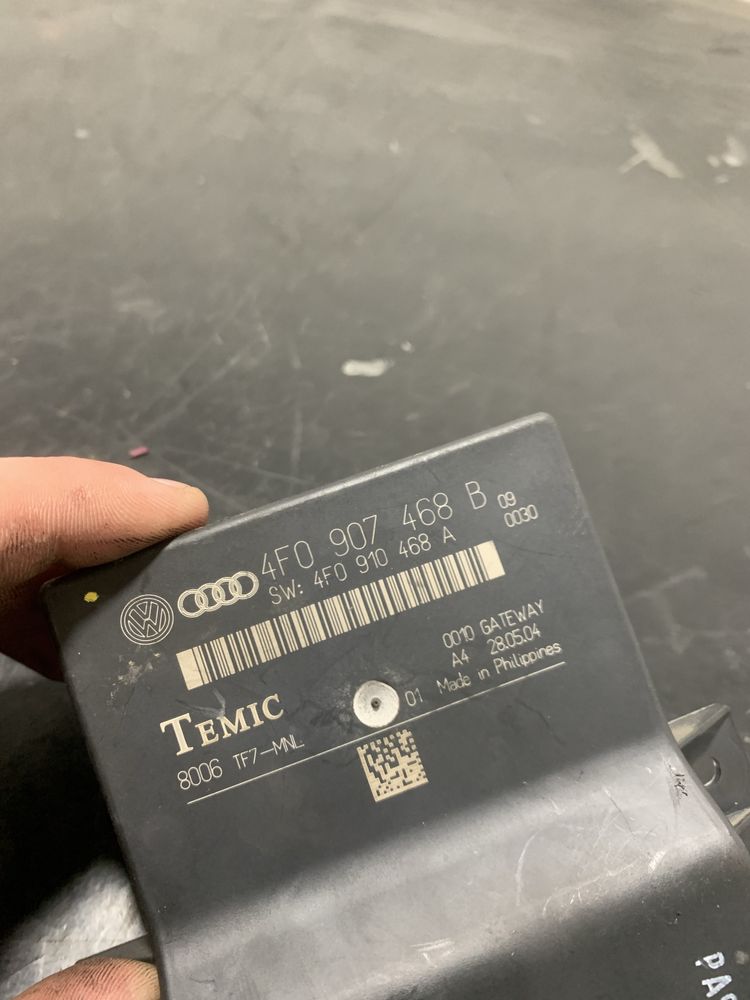 4F0 907 468 B 09
SW: 4F0 910 468 A 0030
0010 GATEWAY
A4 28.05.04
TEMIC 01 Made in Philippines
8006 TF7-MNL